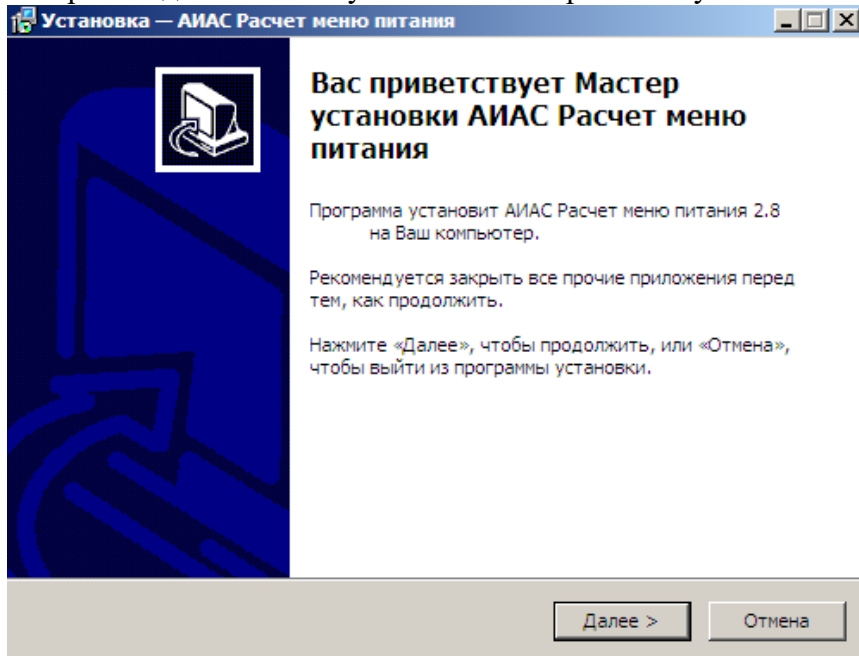 Установка — АИАС Расчет меню питания
Вас приветствует Мастер
установки АИАС Расчет меню
питания
Программа установит АИАС Расчет меню питания 2.8
на Ваш компьютер.
Рекомендуется закрыть все прочие приложения перед
тем, как продолжить.
Нажмите «Далее», чтобы продолжить, или «Отмена»,
чтобы выйти из программы установки.
Далее >
Отмена